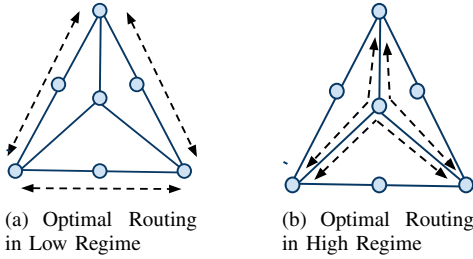 (a) Optimal Routing
in Low Regime
(b) Optimal Routing
in High Regime